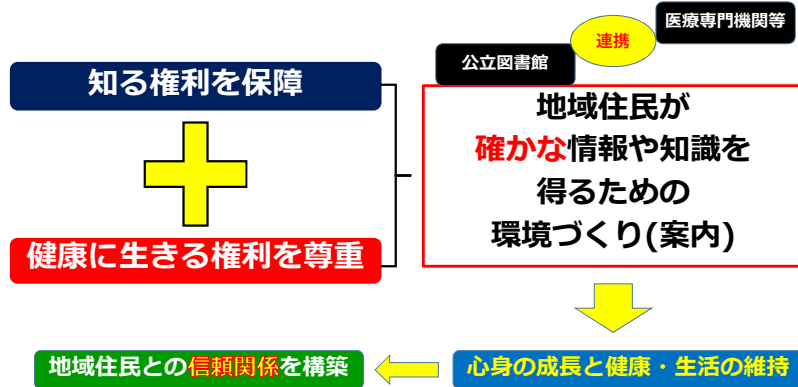 医療専門機関等
連携
公立図書館
知る権利を保障
健康に生きる権利を尊重
地域住民が
確かな情報や知識を
得るための
環境づくり(案内)
心身の成長と健康・生活の維持
地域住民との信頼関係を構築